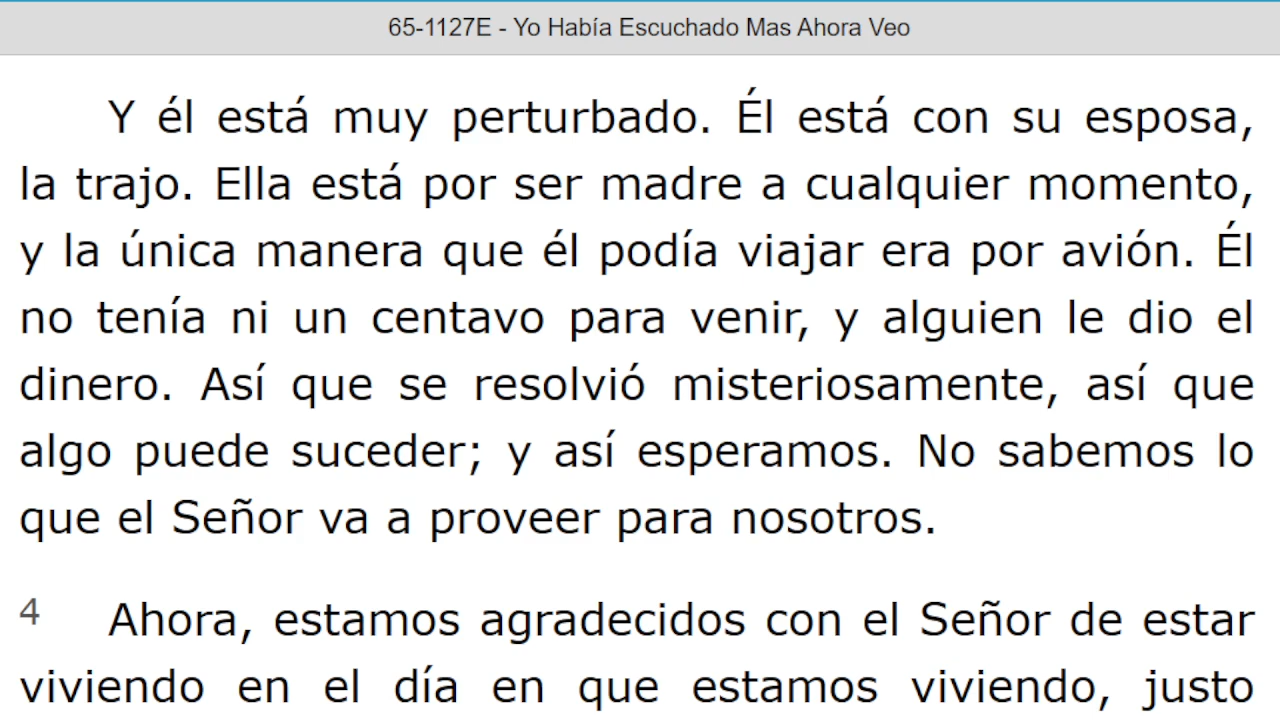 65-1127E - Yo Había Escuchado Mas Ahora Veo
Y él está muy perturbado. Él está con su esposa,
la trajo. Ella está por ser madre a cualquier momento,
y la única manera que él podía viajar era por avión. Él
no tenía ni un centavo para venir, y alguien le dio el
dinero. Así que se resolvió misteriosamente, así que
algo puede suceder; y así esperamos. No sabemos lo
que el Señor va a proveer para nosotros.
4 Ahora, estamos agradecidos con el Señor de estar
viviendo en el día en que estamos viviendo, justo